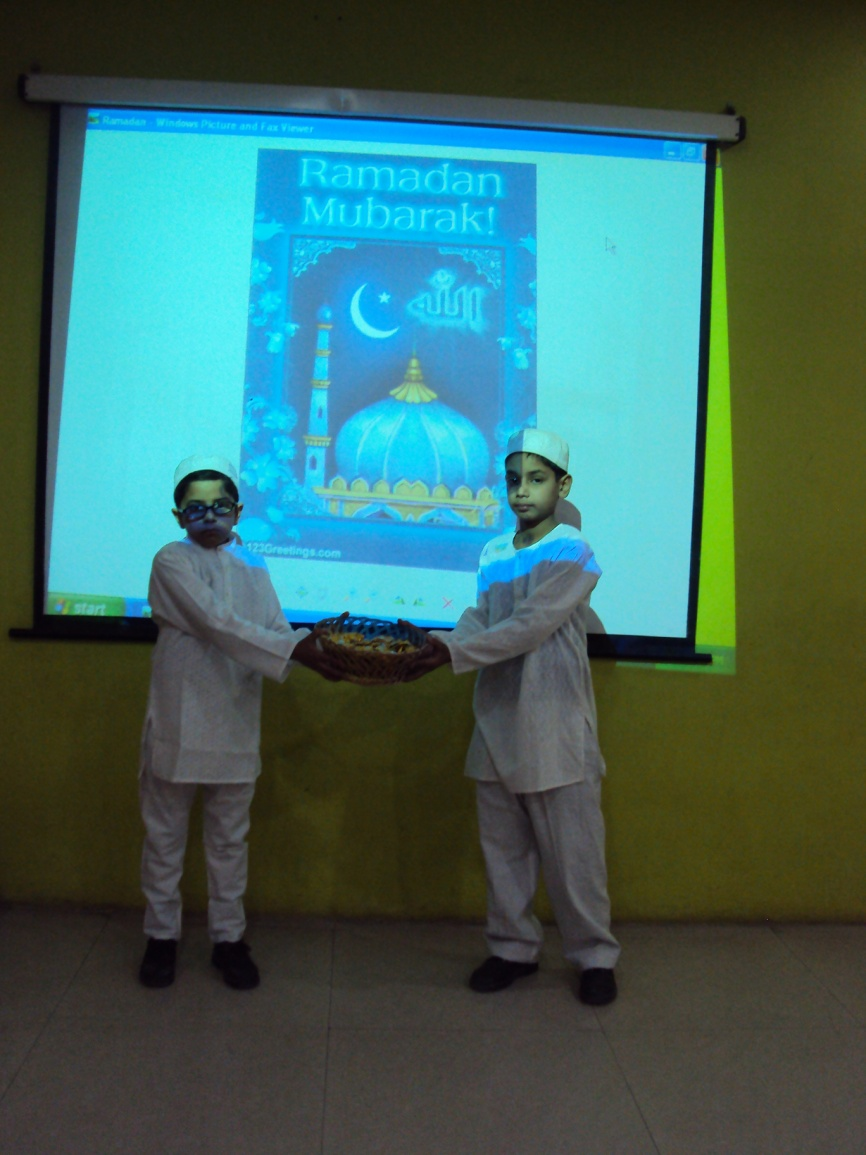 Ramadan - Windows Picture and Fax Viewer
Ramadan
Mubarak!
الله
123Greetings.com
start